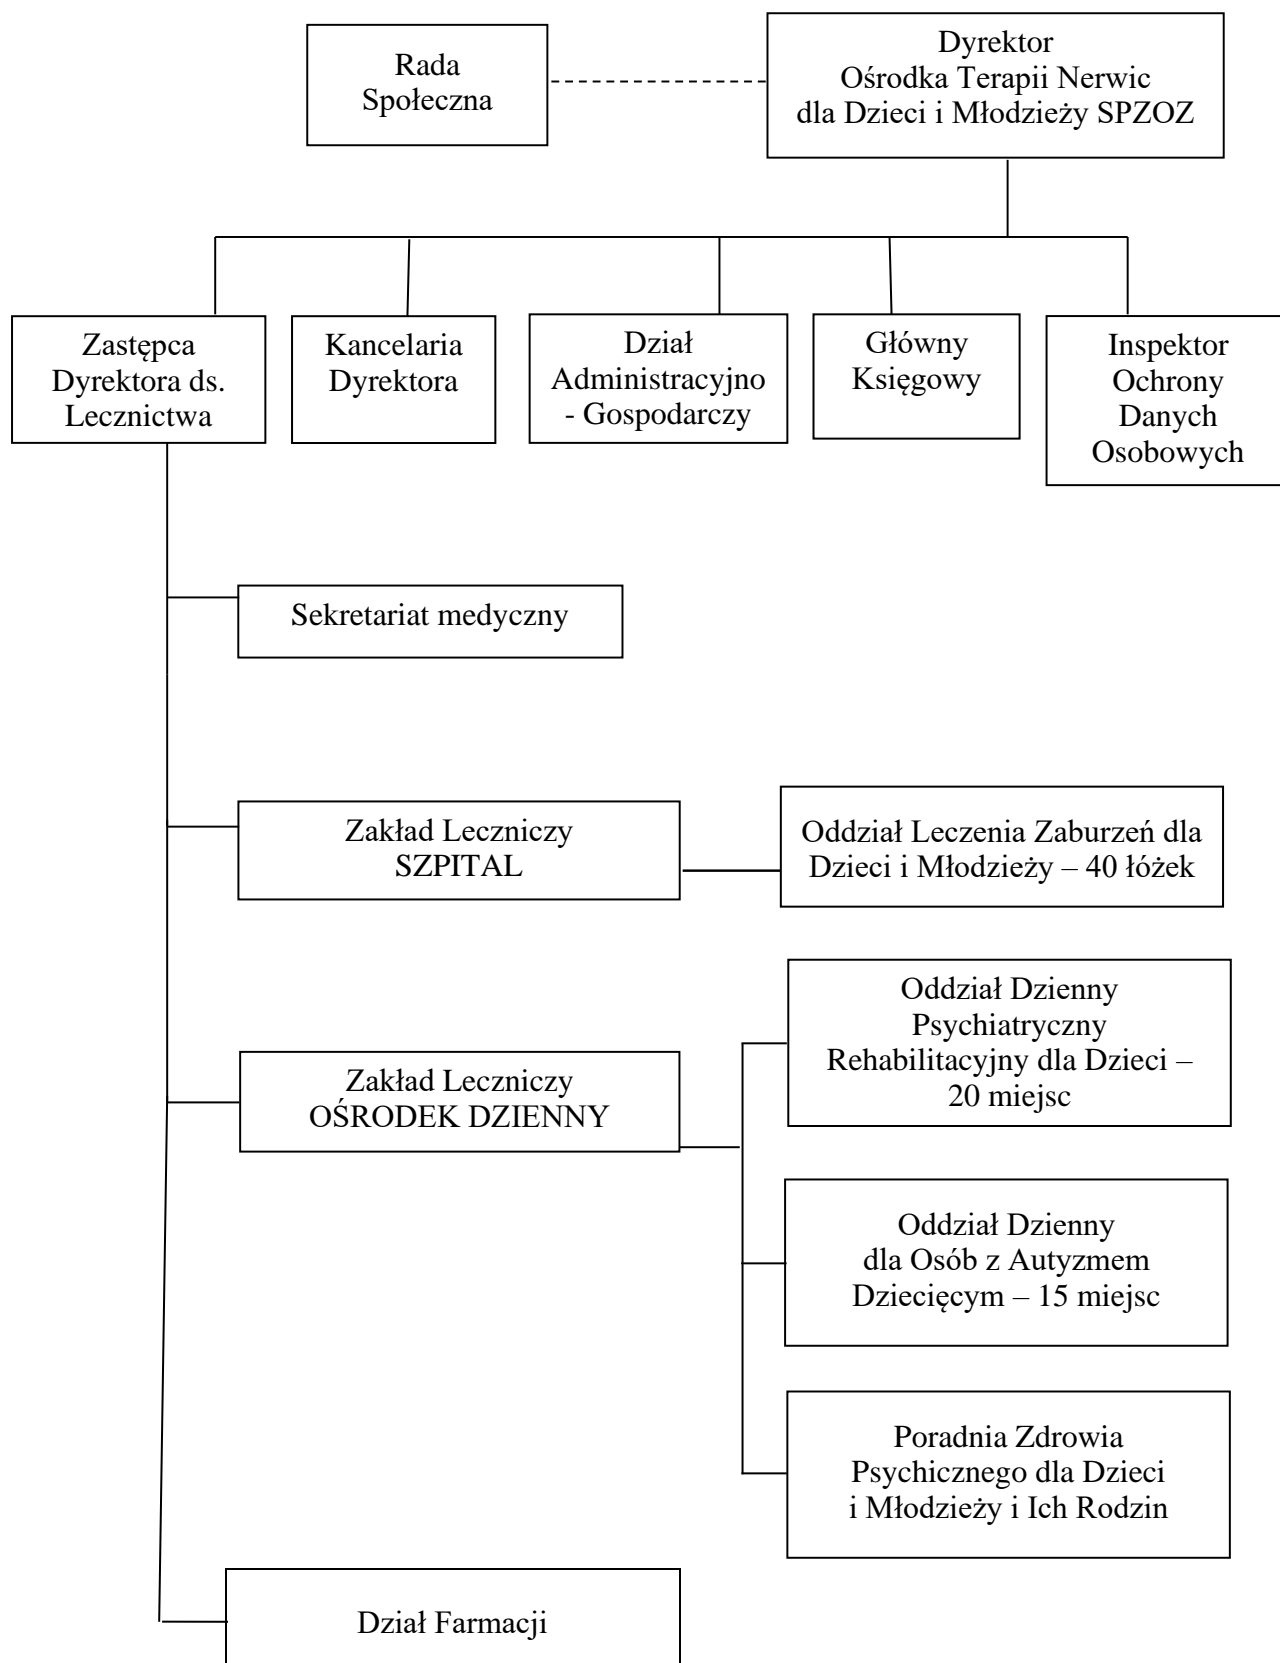 Rada
Społeczna
Dyrektor
Ośrodka Terapii Nerwic
dla Dzieci i Młodzieży SPZOZ
Zastępca
Dyrektora ds.
Lecznictwa
Kancelaria
Dyrektora
Dział
Administracyjno
- Gospodarczy
Główny
Księgowy
Inspektor
Ochrony
Danych
Osobowych
Sekretariat medyczny
Zakład Leczniczy
SZPITAL
Oddział Leczenia Zaburzeń dla
Dzieci i Młodzieży – 40 łóżek
Zakład Leczniczy
OŚRODEK DZIENNY
Oddział Dzienny
Psychiatryczny
Rehabilitacyjny dla Dzieci –
20 miejsc
Oddział Dzienny
dla Osób z Autyzmem
Dziecięcym – 15 miejsc
Poradnia Zdrowia
Psychicznego dla Dzieci
i Młodzieży i Ich Rodzin
Dział Farmacji